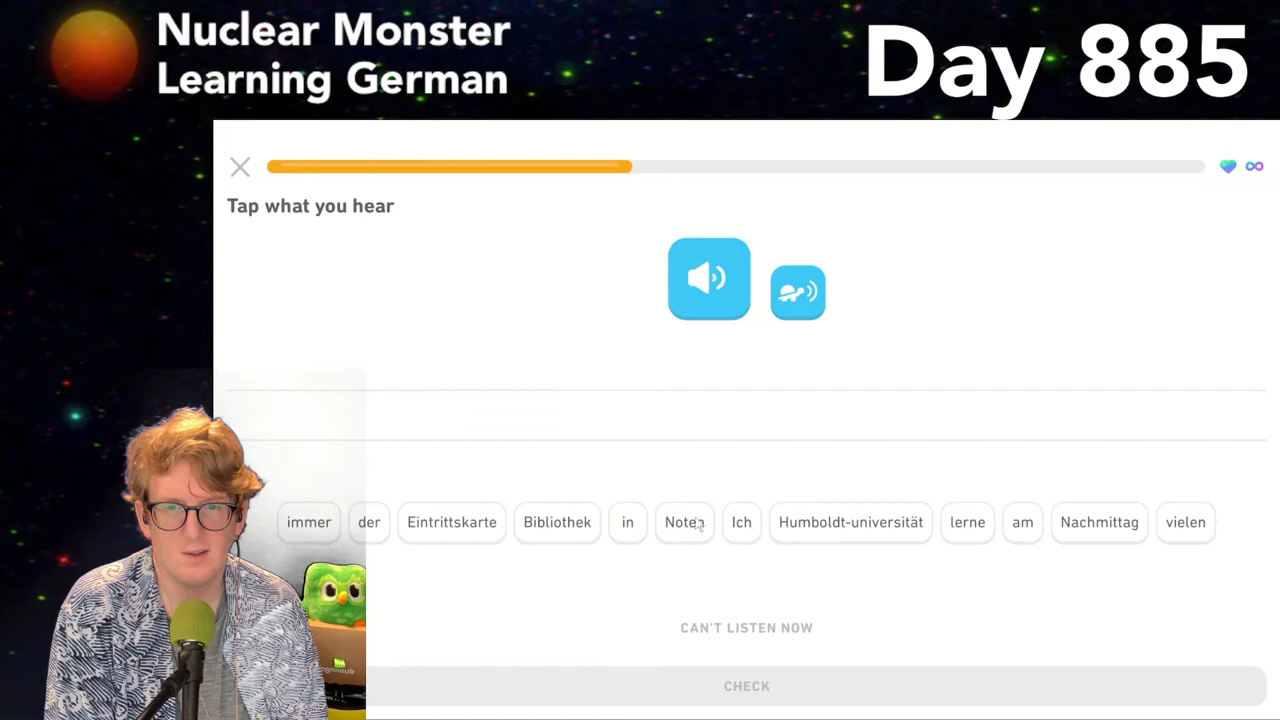 Nuclear Monster
Learning German
Day 885
Tap what you hear
immer der Eintrittskarte Bibliothek in Note Ich Humboldt-universität lerne am Nachmittag vielen
CAN'T LISTEN NOW
CHECK